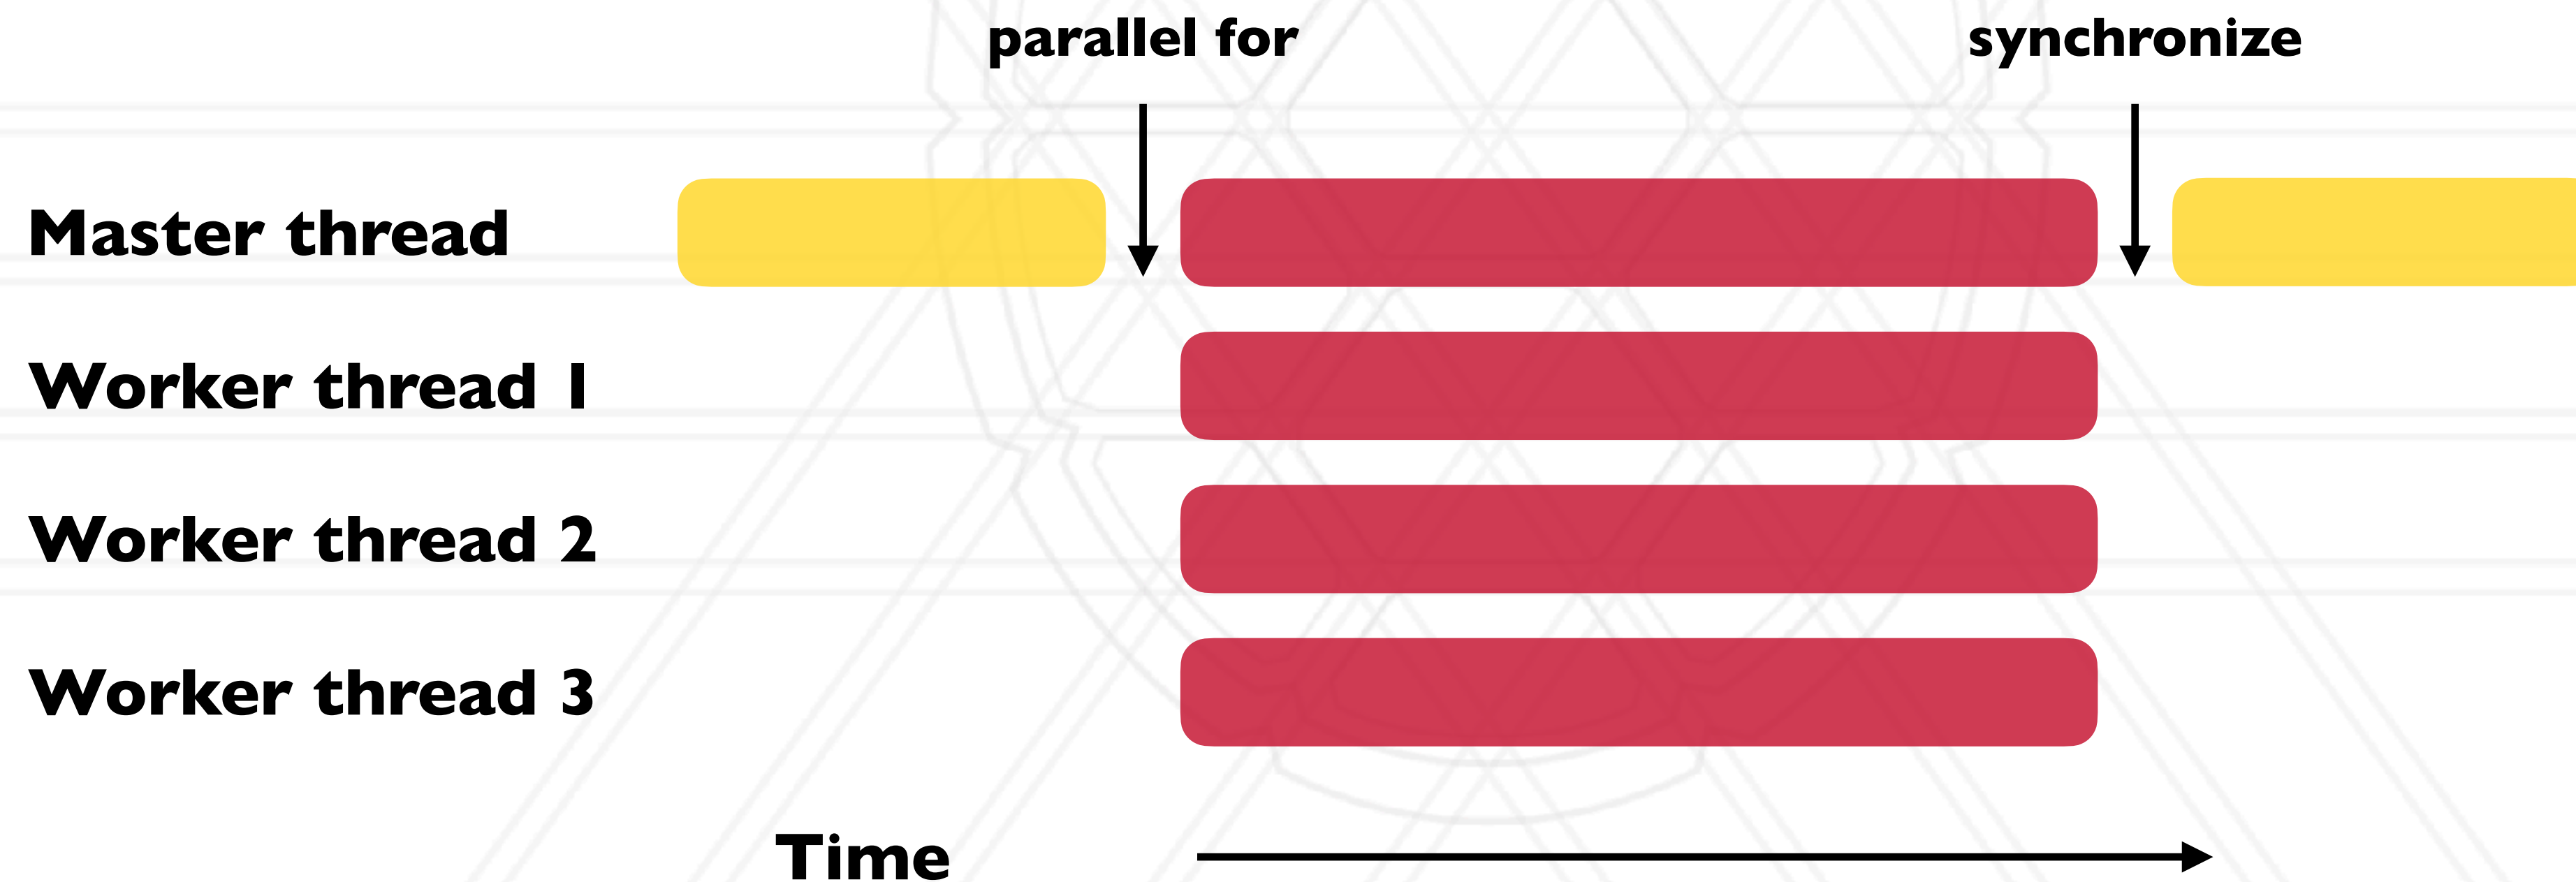 parallel for
synchronize
Master thread
Worker thread 1
Worker thread 2
Worker thread 3
Time